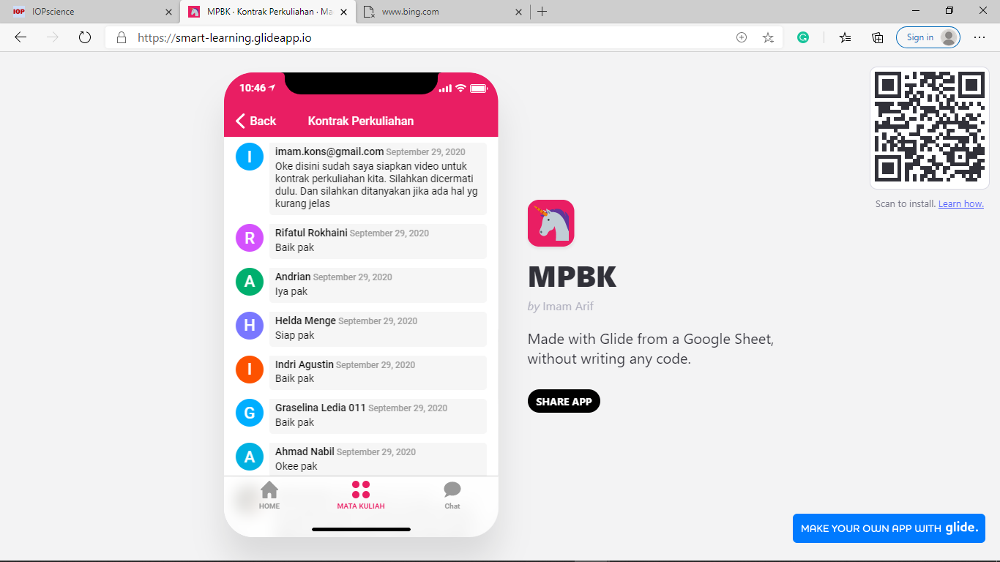 IOPscience
MPBK · Kontrak Perkuliahan · Ma
www.bing.com
https://smart-learning.glideapp.io
Sign in
10:46
Back
Kontrak Perkuliahan
imam.kons@gmail.com September 29, 2020
Oke disini sudah saya siapkan video untuk
kontrak perkuliahan kita. Silahkan dicermati
dulu. Dan silahkan ditanyakan jika ada hal yg
kurang jelas
I
R
Rifatul Rokhaini September 29, 2020
Baik pak
A
Andrian September 29, 2020
Iya pak
H
Helda Menge September 29, 2020
Siap pak
I
Indri Agustin September 29, 2020
Baik pak
G
Graselina Ledia 011 September 29, 2020
Baik pak
A
Ahmad Nabil September 29, 2020
Okee pak
HOME
MATA KULIAH
Chat
MPBK
by Imam Arif
Made with Glide from a Google Sheet,
without writing any code.
SHARE APP
Scan to install. Learn how.
MAKE YOUR OWN APP WITH glide.
IOP